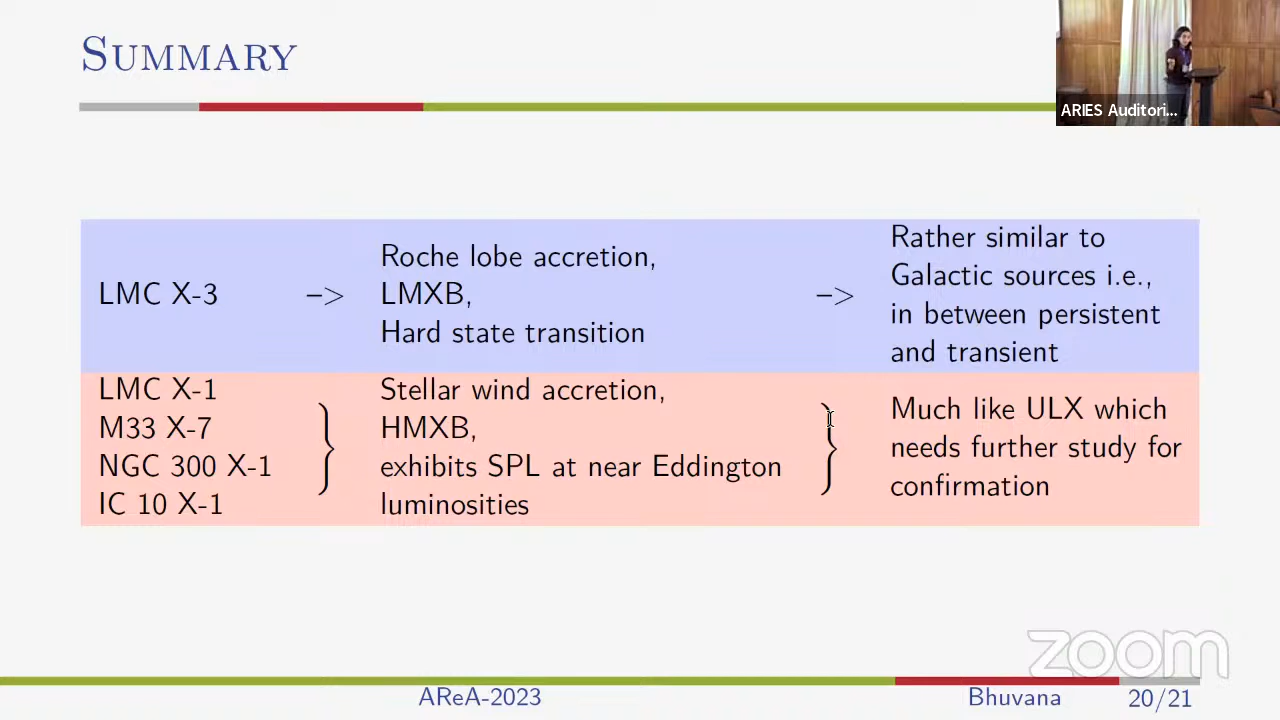 SUMMARY
ARIES Auditori...
LMC X-3 –> Roche lobe accretion,
LMXB,
Hard state transition
–> Rather similar to
Galactic sources i.e.,
in between persistent
and transient
LMC X-1
M33 X-7
NGC 300 X-1
IC 10 X-1
Stellar wind accretion,
HMXB,
exhibits SPL at near Eddington
luminosities
Much like ULX which
needs further study for
confirmation
zoom
AReA-2023 Bhuvana 20/21